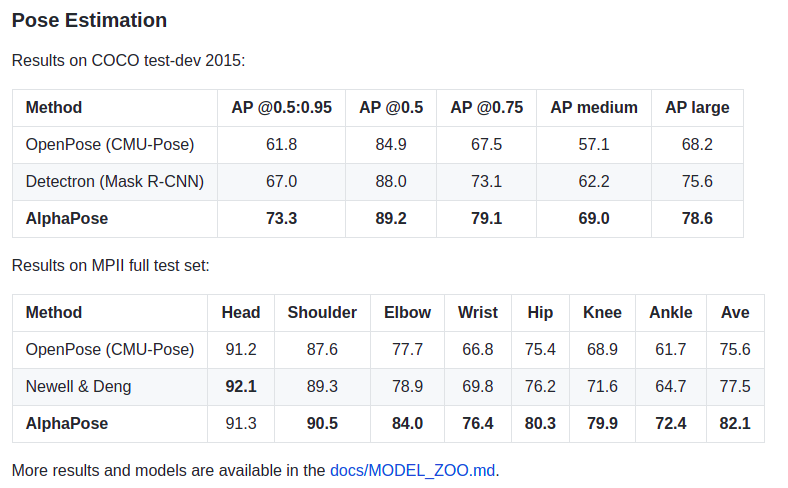 Pose Estimation
Results on COCO test-dev 2015:
Method AP @0.5:0.95 AP @0.5 AP @0.75 AP medium AP large
OpenPose (CMU-Pose) 61.8 84.9 67.5 57.1 68.2
Detectron (Mask R-CNN) 67.0 88.0 73.1 62.2 75.6
AlphaPose 73.3 89.2 79.1 69.0 78.6
Results on MPII full test set:
Method Head Shoulder Elbow Wrist Hip Knee Ankle Ave
OpenPose (CMU-Pose) 91.2 87.6 77.7 66.8 75.4 68.9 61.7 75.6
Newell & Deng 92.1 89.3 78.9 69.8 76.2 71.6 64.7 77.5
AlphaPose 91.3 90.5 84.0 76.4 80.3 79.9 72.4 82.1
More results and models are available in the docs/MODEL_ZOO.md.